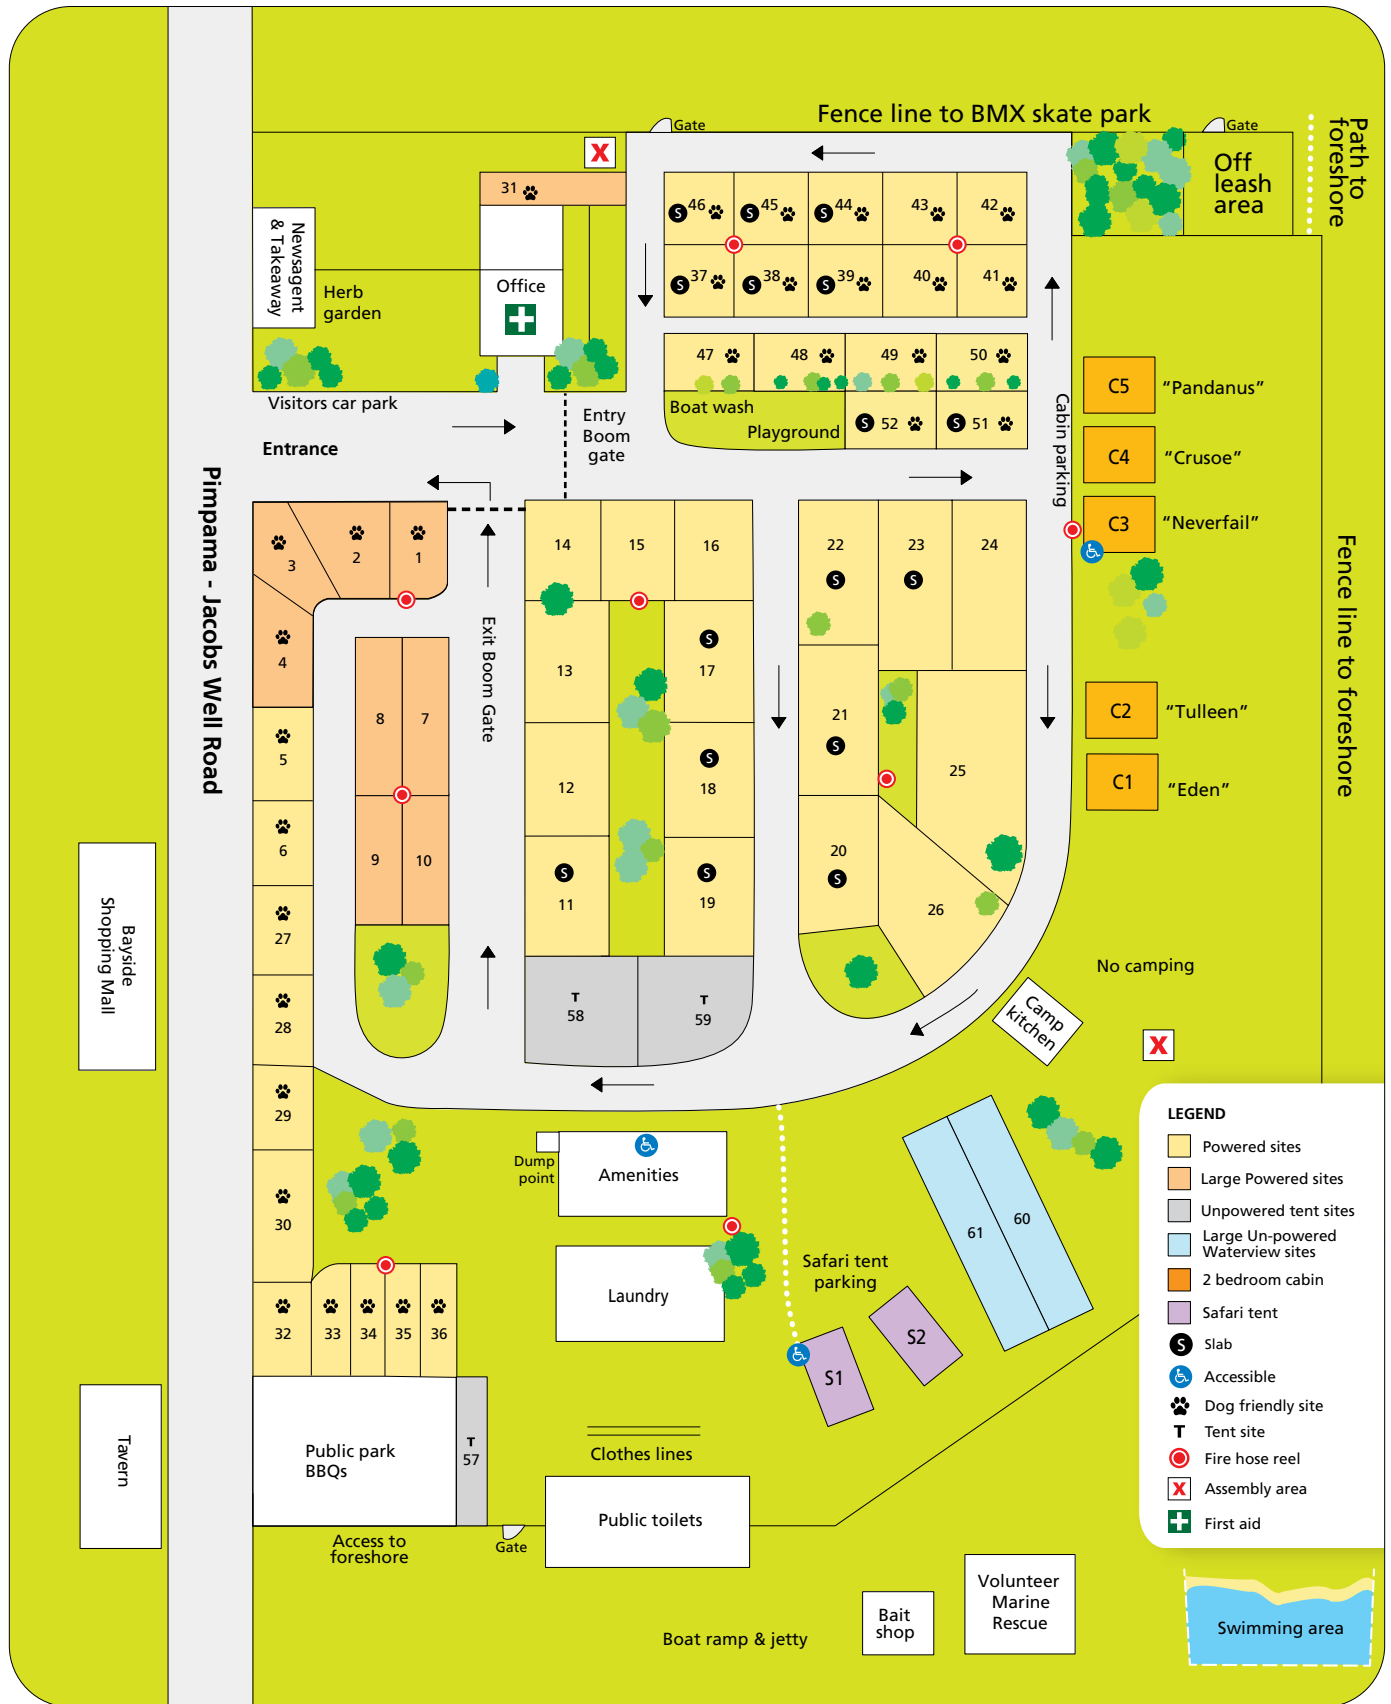 Fence line to BMX skate park
Gate
Gate
Path to
foreshore
Off
leash
area
31
S 46
S 45
S 44
43
42
S 37
S 38
S 39
40
41
Newsagent
& Takeaway
Herb
garden
Office
47
48
49
50
Boat wash
Playground
S 52
S 51
Visitors car park
Entrance
Entry
Boom
gate
Cabin parking
C5
“Pandanus”
C4
“Crusoe”
C3
“Neverfail”
C2
“Tulleen”
C1
“Eden”
Fence line to foreshore
Pimpama - Jacobs Well Road
Exit Boom Gate
3
2
1
4
5
6
27
28
29
30
8
7
9
10
14
15
16
13
S
17
12
S
18
S
11
S
19
T
58
T
59
22
S
23
S
24
21
S
25
20
S
26
No camping
Camp
kitchen
X
X
Bayside
Shopping Mall
Tavern
Dump
point
Amenities
Laundry
Safari tent
parking
61
60
S1
S2
32
33
34
35
36
Public park
BBQs
T
57
Clothes lines
Public toilets
Access to
foreshore
Gate
Boat ramp & jetty
Bait
shop
Volunteer
Marine
Rescue
Swimming area
LEGEND
Powered sites
Large Powered sites
Unpowered tent sites
Large Un-powered
Waterview sites
2 bedroom cabin
Safari tent
S Slab
Accessible
Dog friendly site
T Tent site
Fire hose reel
X Assembly area
First aid